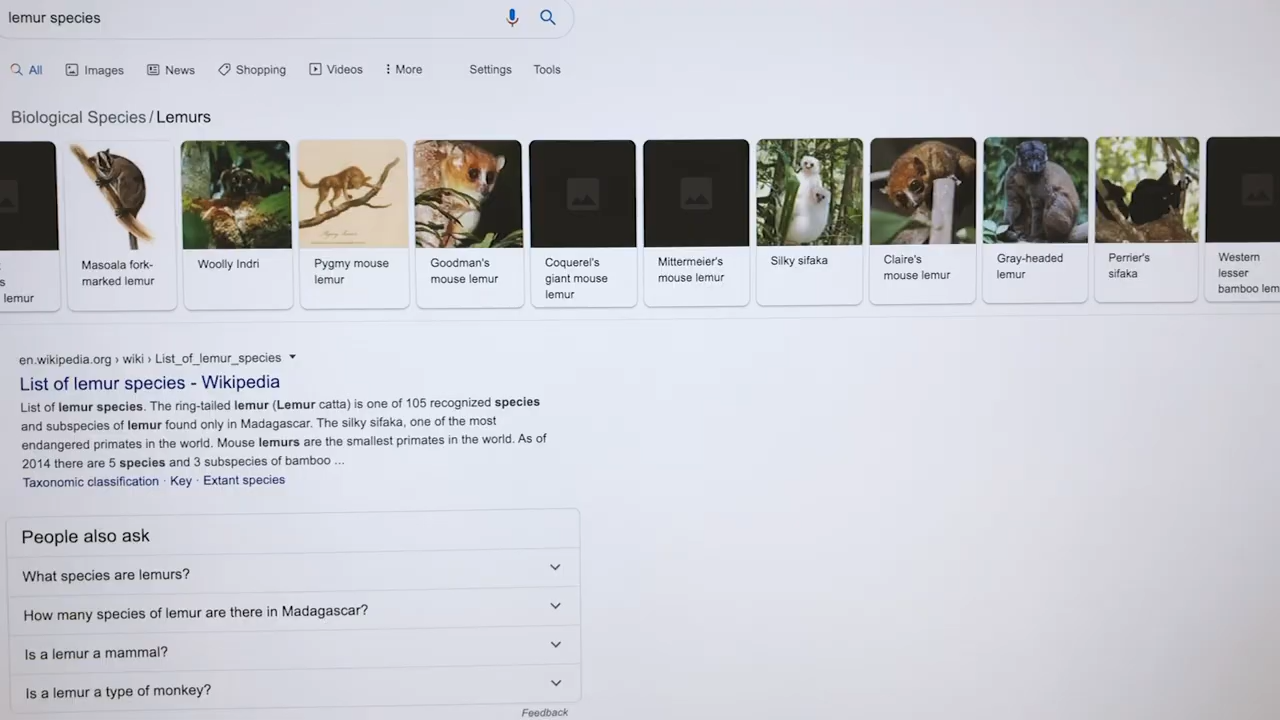 lemur species
All
Images
News
Shopping
Videos
More
Settings
Tools
Biological Species / Lemurs
lemur
Masoala fork-
marked lemur
Woolly Indri
Pygmy mouse
lemur
Goodman's
mouse lemur
Coquerel's
giant mouse
lemur
Mittermeier's
mouse lemur
Silky sifaka
Claire's
mouse lemur
Gray-headed
lemur
Perrier's
sifaka
Western
lesser
bamboo lem
en.wikipedia.org › wiki › List_of_lemur_species
List of lemur species - Wikipedia
List of lemur species. The ring-tailed lemur (Lemur catta) is one of 105 recognized species
and subspecies of lemur found only in Madagascar. The silky sifaka, one of the most
endangered primates in the world. Mouse lemurs are the smallest primates in the world. As of
2014 there are 5 species and 3 subspecies of bamboo ...
Taxonomic classification · Key · Extant species
People also ask
What species are lemurs?
How many species of lemur are there in Madagascar?
Is a lemur a mammal?
Is a lemur a type of monkey?
Feedback